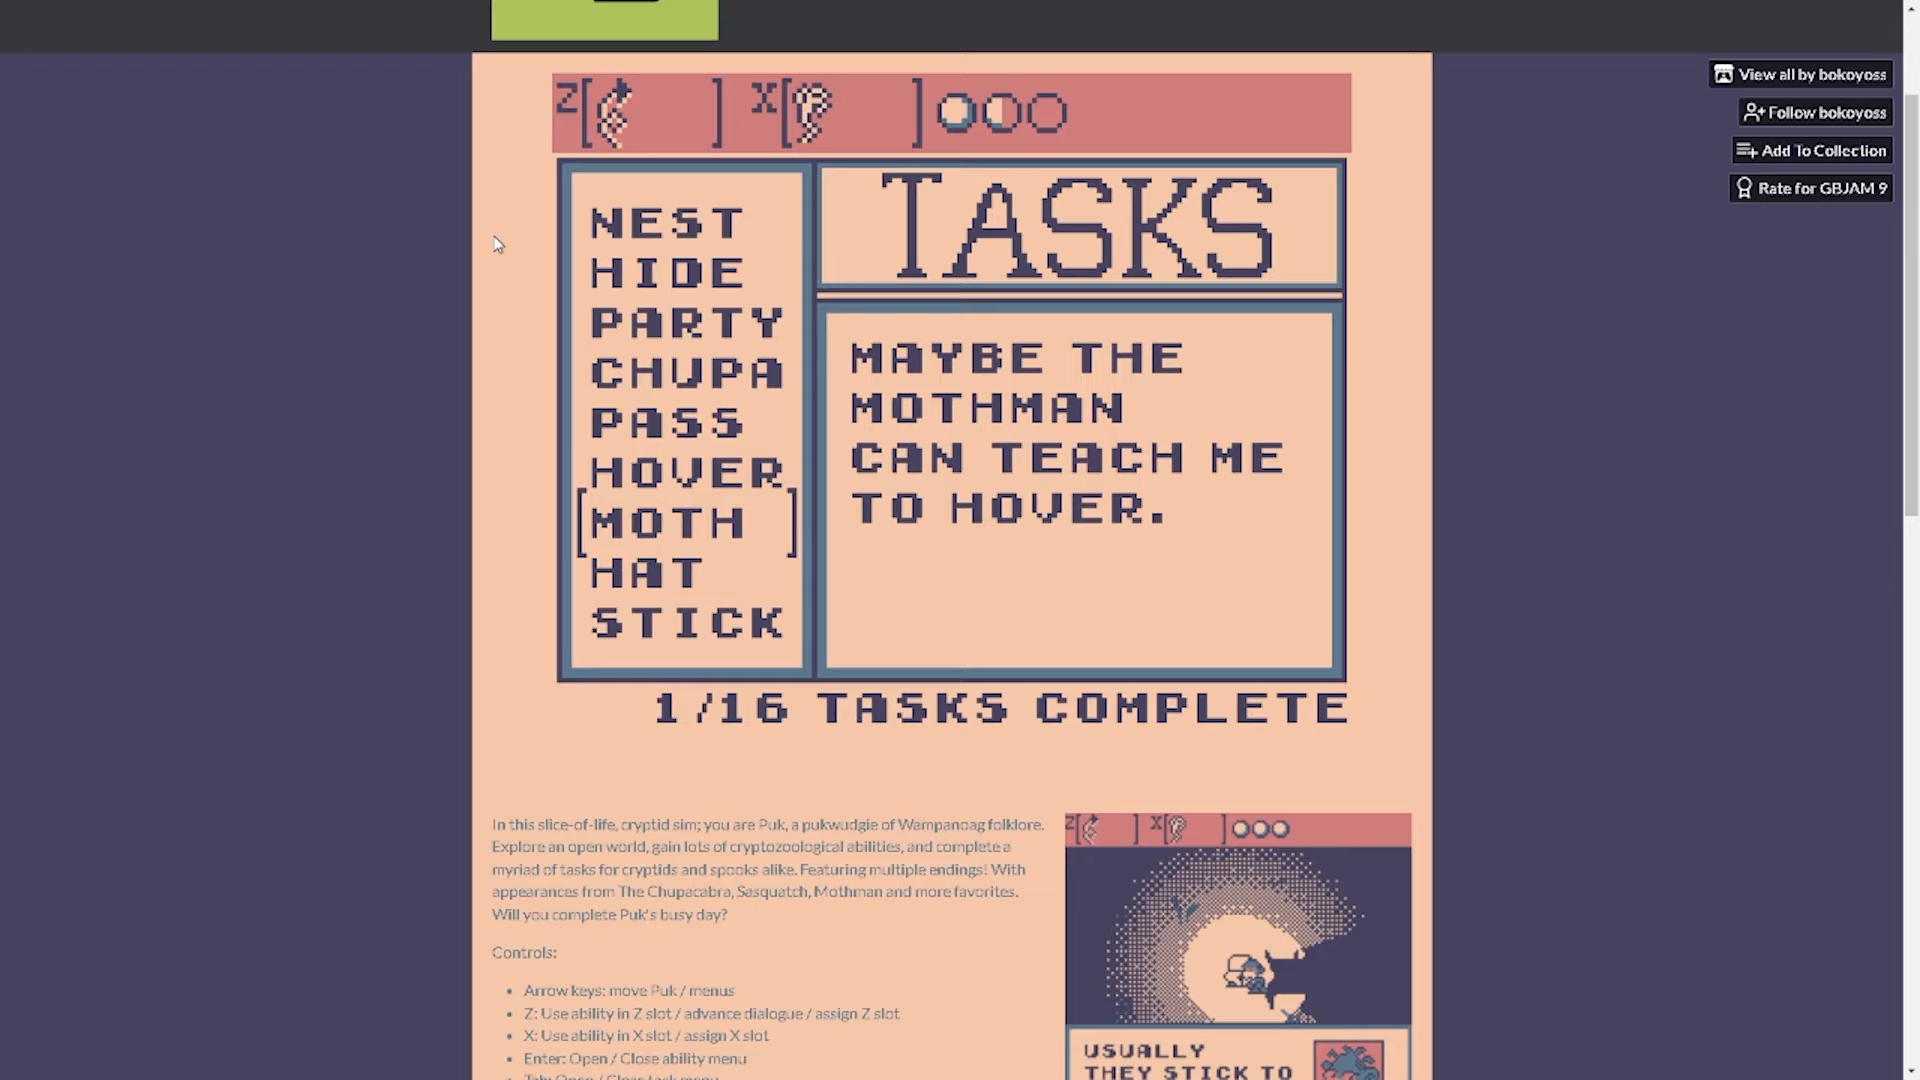 View all by bokoyoss
Follow bokoyoss
Add To Collection
Rate for GBJAM 9
Z[ ] X[ ]
TASKS
NEST
HIDE
PARTY
CHUPA
PASS
HOVER
[MOTH ]
HAT
STICK
MAYBE THE
MOTHMAN
CAN TEACH ME
TO HOVER.
1/16 TASKS COMPLETE
In this slice-of-life, cryptid sim; you are Puk, a pukwudgie of Wampanoag folklore.
Explore an open world, gain lots of cryptozoological abilities, and complete a
myriad of tasks for cryptids and spooks alike. Featuring multiple endings! With
appearances from The Chupacabra, Sasquatch, Mothman and more favorites.
Will you complete Puk's busy day?
Controls:
• Arrow keys: move Puk / menus
• Z: Use ability in Z slot / advance dialogue / assign Z slot
• X: Use ability in X slot / assign X slot
• Enter: Open / Close ability menu
Z[ ] X[ ]
USUALLY
THEY STICK TO